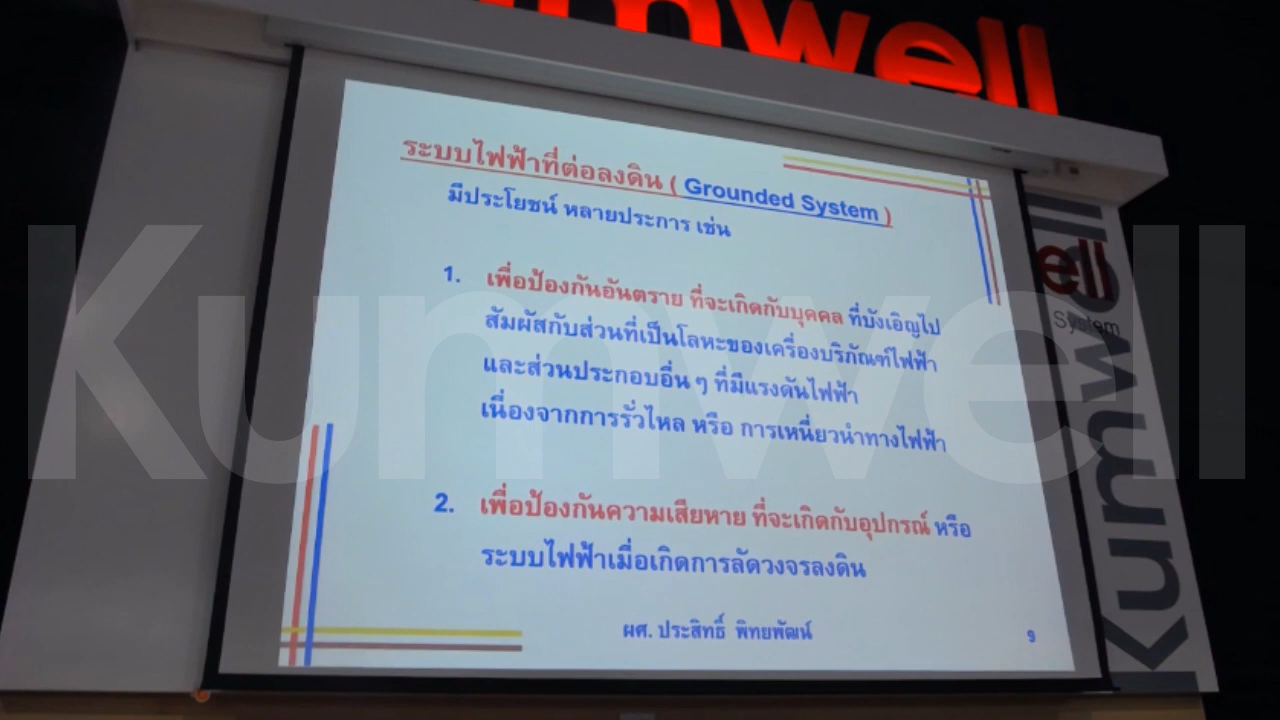 umwell
ระบบไฟฟ้าที่ต่อลงดิน ( Grounded System )
มีประโยชน์ หลายประการ เช่น
1. เพื่อป้องกันอันตราย ที่จะเกิดกับบุคคล ที่บังเอิญไป
สัมผัสกับส่วนที่เป็นโลหะของเครื่องบริภัณฑ์ไฟฟ้า
และส่วนประกอบอื่น ๆ ที่มีแรงดันไฟฟ้า
เนื่องจากการรั่วไหล หรือ การเหนี่ยวนำทางไฟฟ้า
2. เพื่อป้องกันความเสียหาย ที่จะเกิดกับอุปกรณ์ หรือ
ระบบไฟฟ้าเมื่อเกิดการลัดวงจรลงดิน
ผศ. ประสิทธิ์ พิทยพัฒน์
9
ell
System
Kumwell
Kumwell